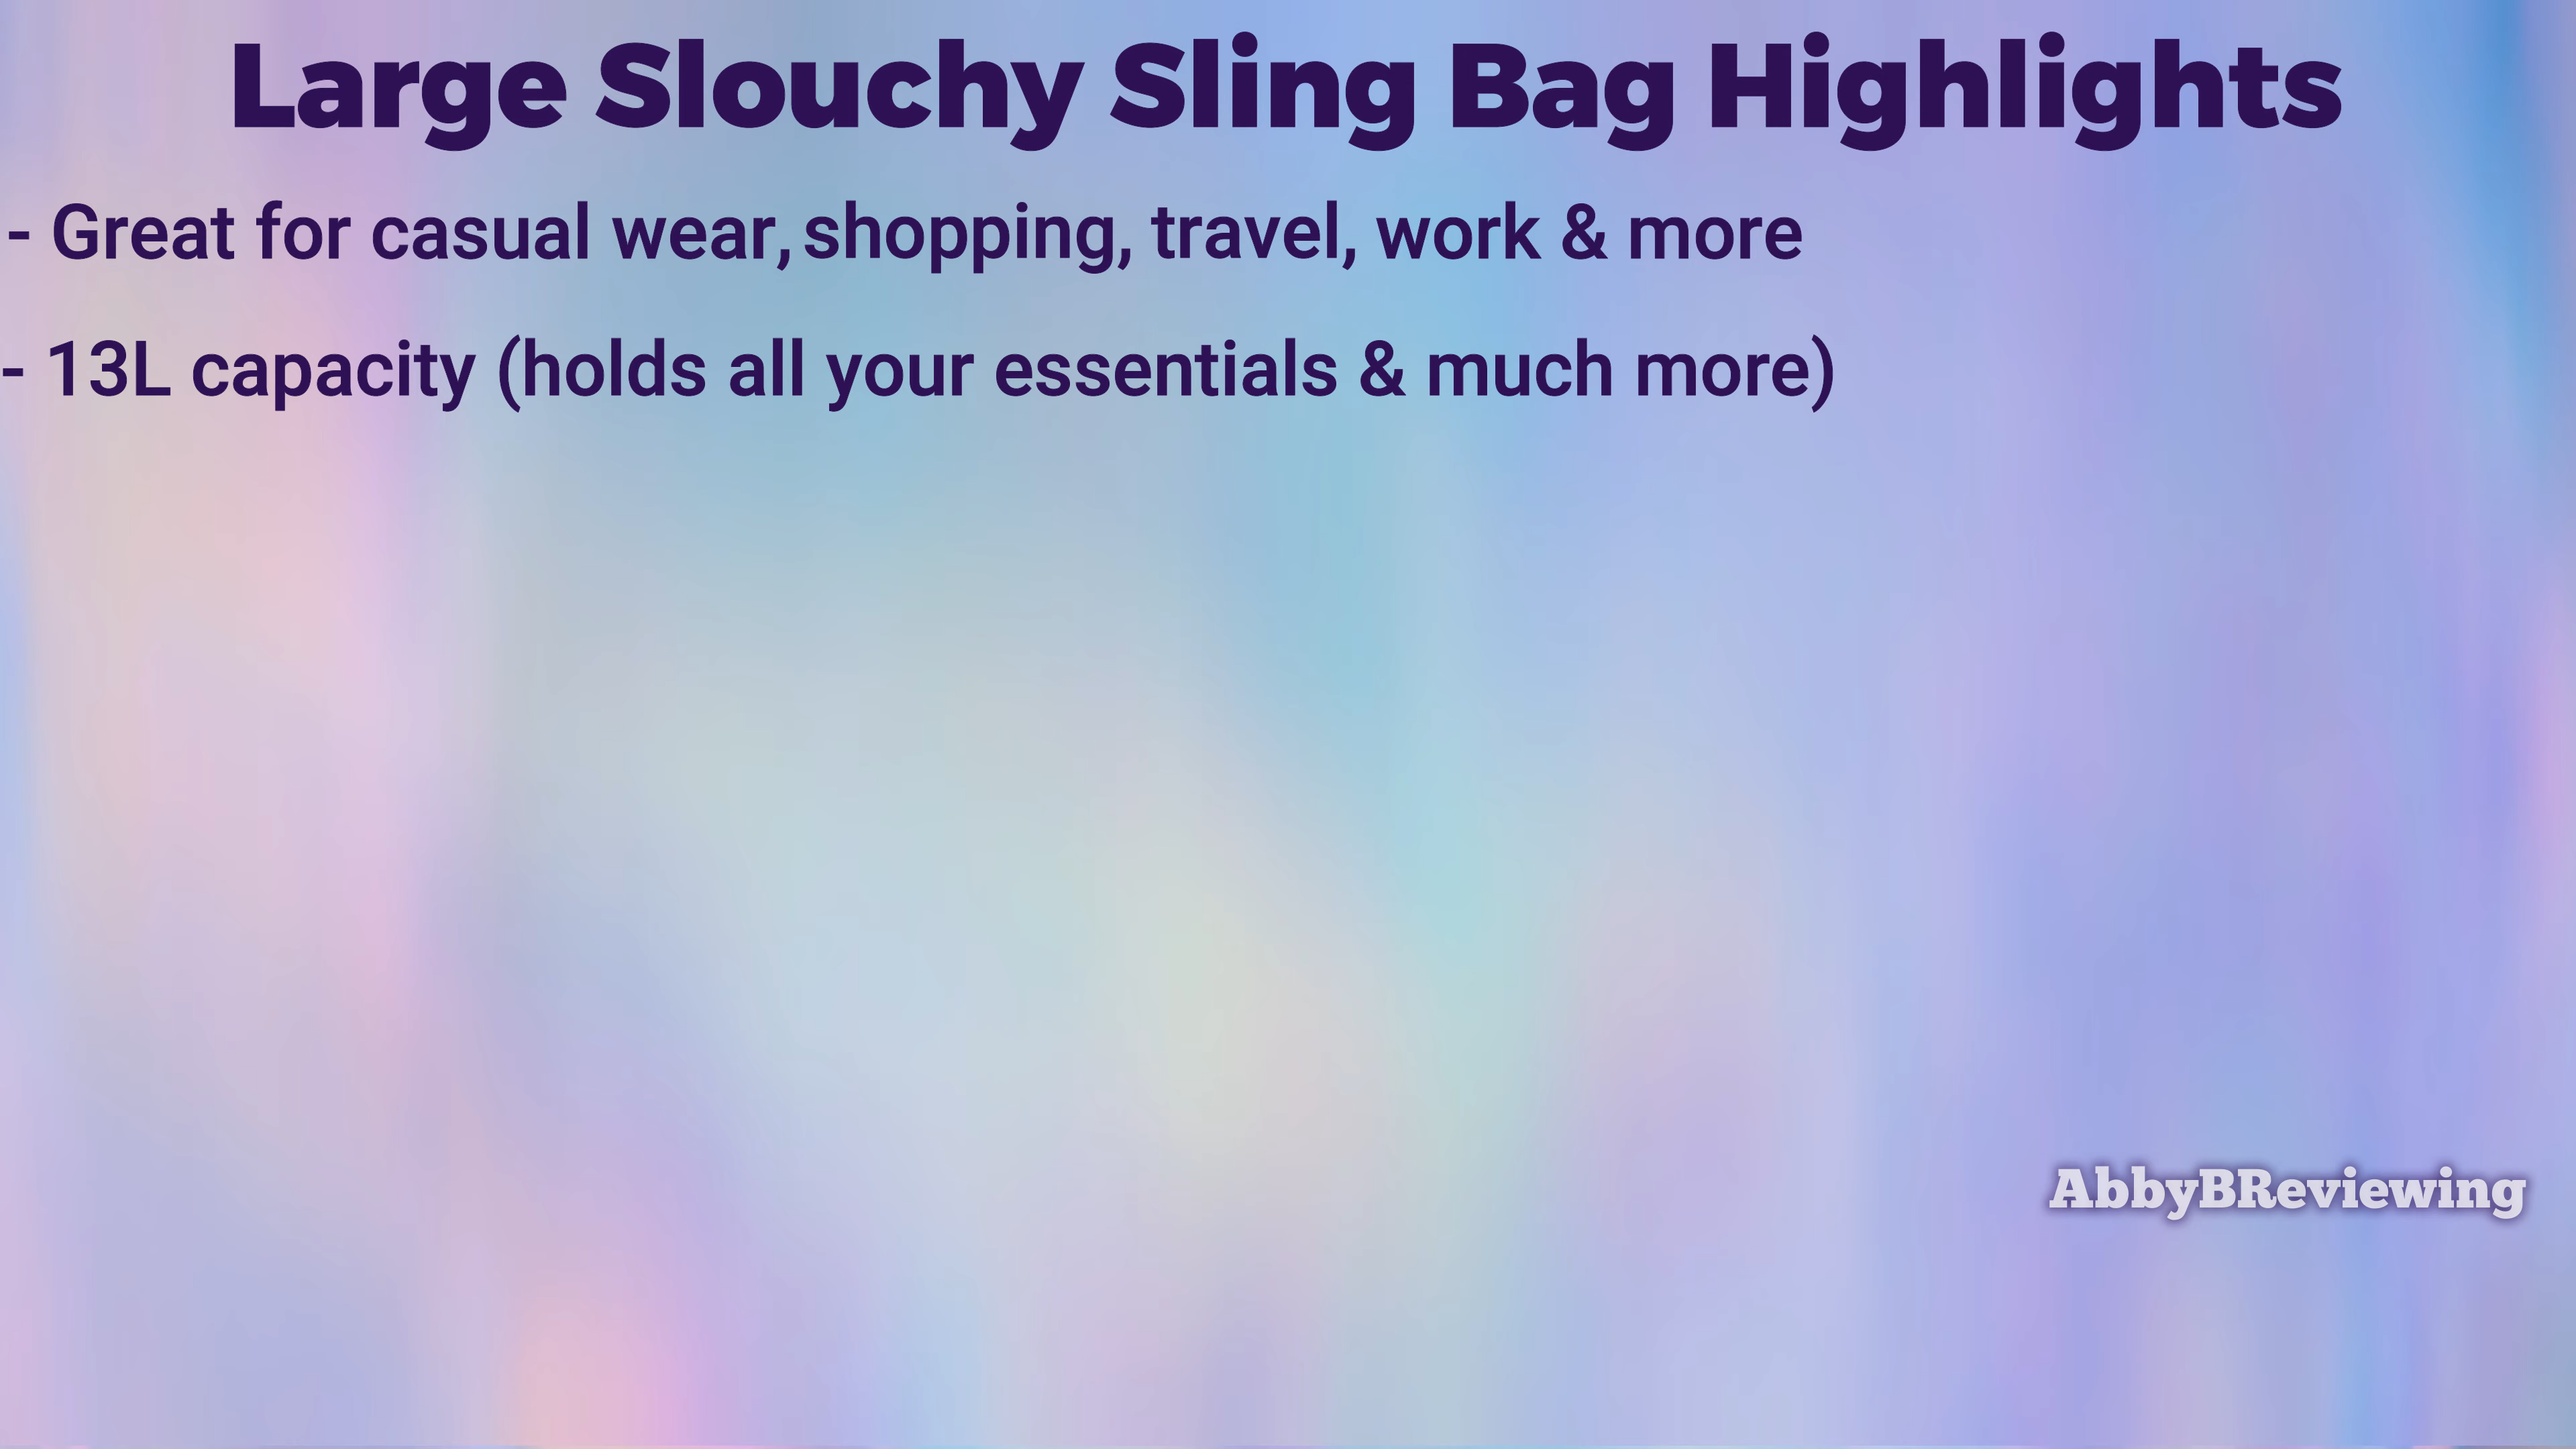 Large Slouchy Sling Bag Highlights
- Great for casual wear, shopping, travel, work & more
- 13L capacity (holds all your essentials & much more)
AbbyBReviewing